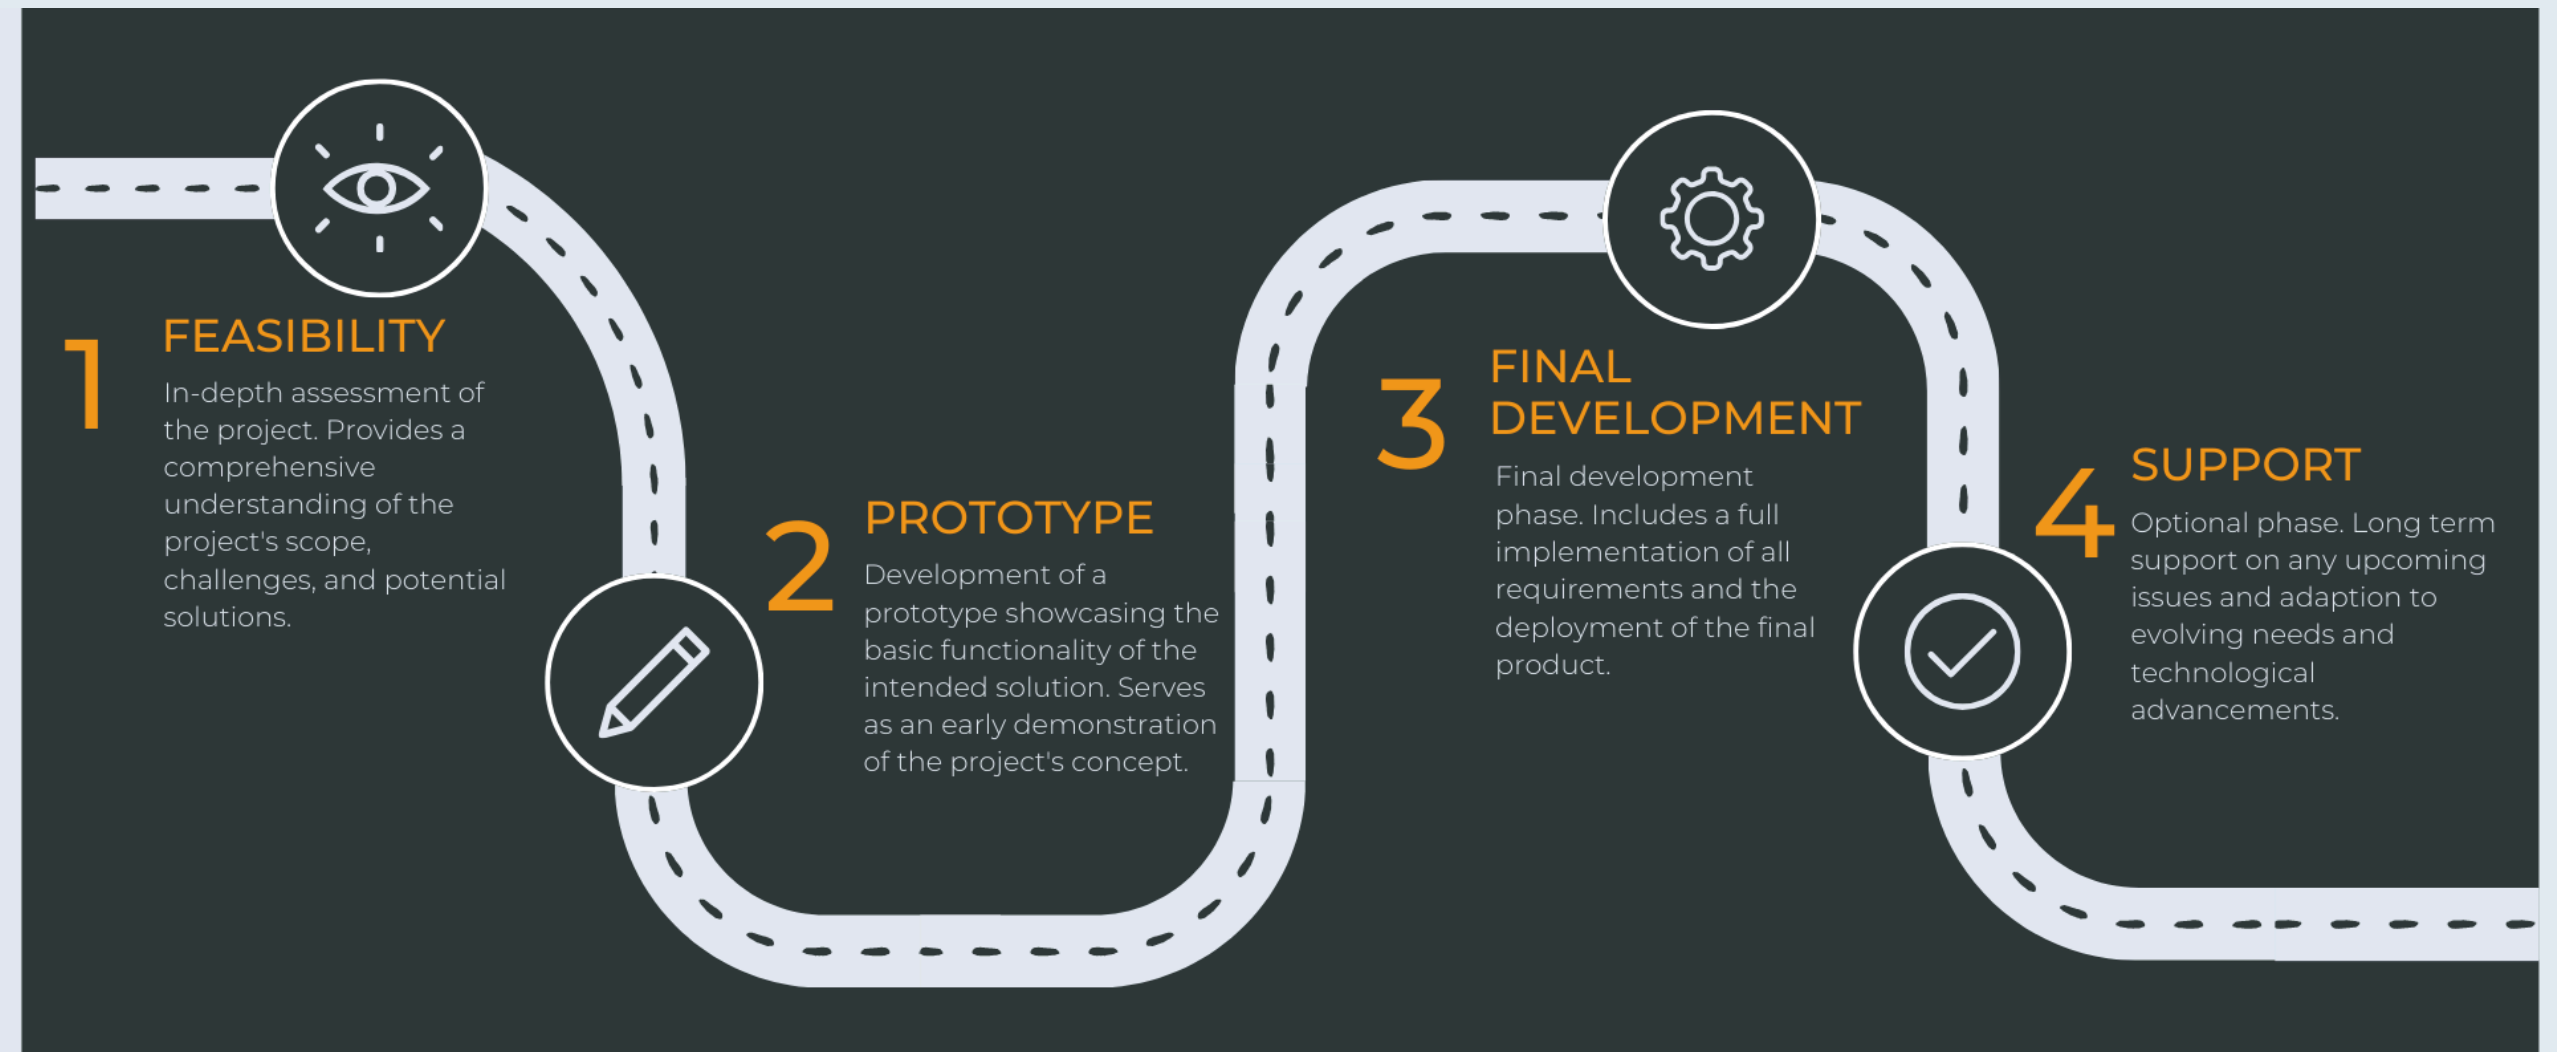 1
FEASIBILITY
In-depth assessment of
the project. Provides a
comprehensive
understanding of the
project's scope,
challenges, and potential
solutions.
2
PROTOTYPE
Development of a
prototype showcasing the
basic functionality of the
intended solution. Serves
as an early demonstration
of the project's concept.
3
FINAL
DEVELOPMENT
Final development
phase. Includes a full
implementation of all
requirements and the
deployment of the final
product.
4
SUPPORT
Optional phase. Long term
support on any upcoming
issues and adaption to
evolving needs and
technological
advancements.